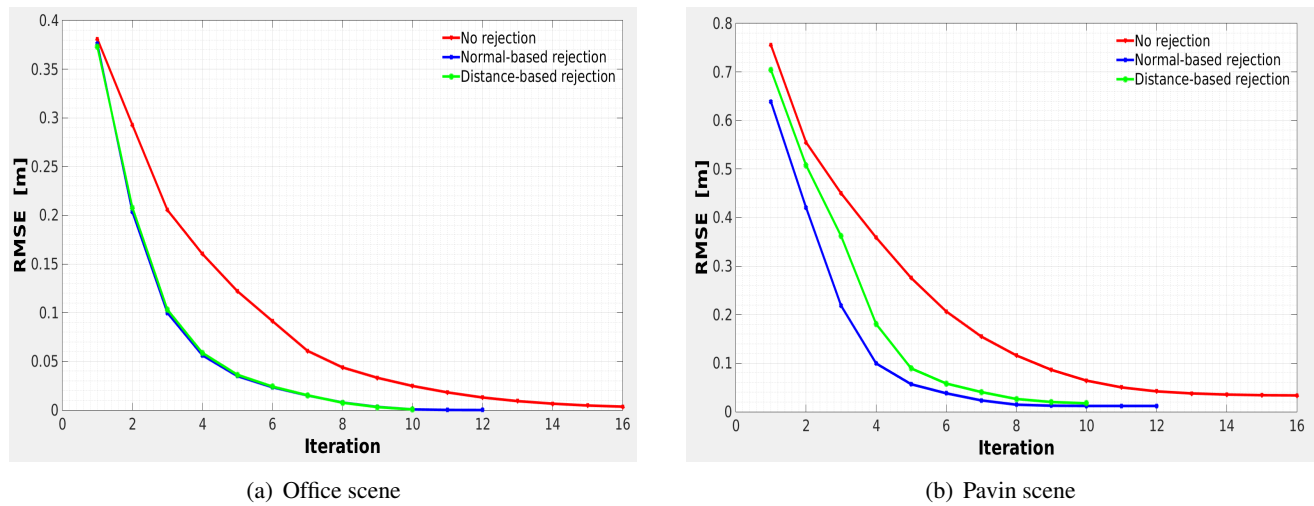 0.4
0.35
0.3
0.25
0.2
0.15
0.1
0.05
0
RMSE [m]
0 2 4 6 8 10 12 14 16
Iteration
No rejection
Normal-based rejection
Distance-based rejection
(a) Office scene
0.8
0.7
0.6
0.5
0.4
0.3
0.2
0.1
0
RMSE [m]
0 2 4 6 8 10 12 14 16
Iteration
No rejection
Normal-based rejection
Distance-based rejection
(b) Pavin scene